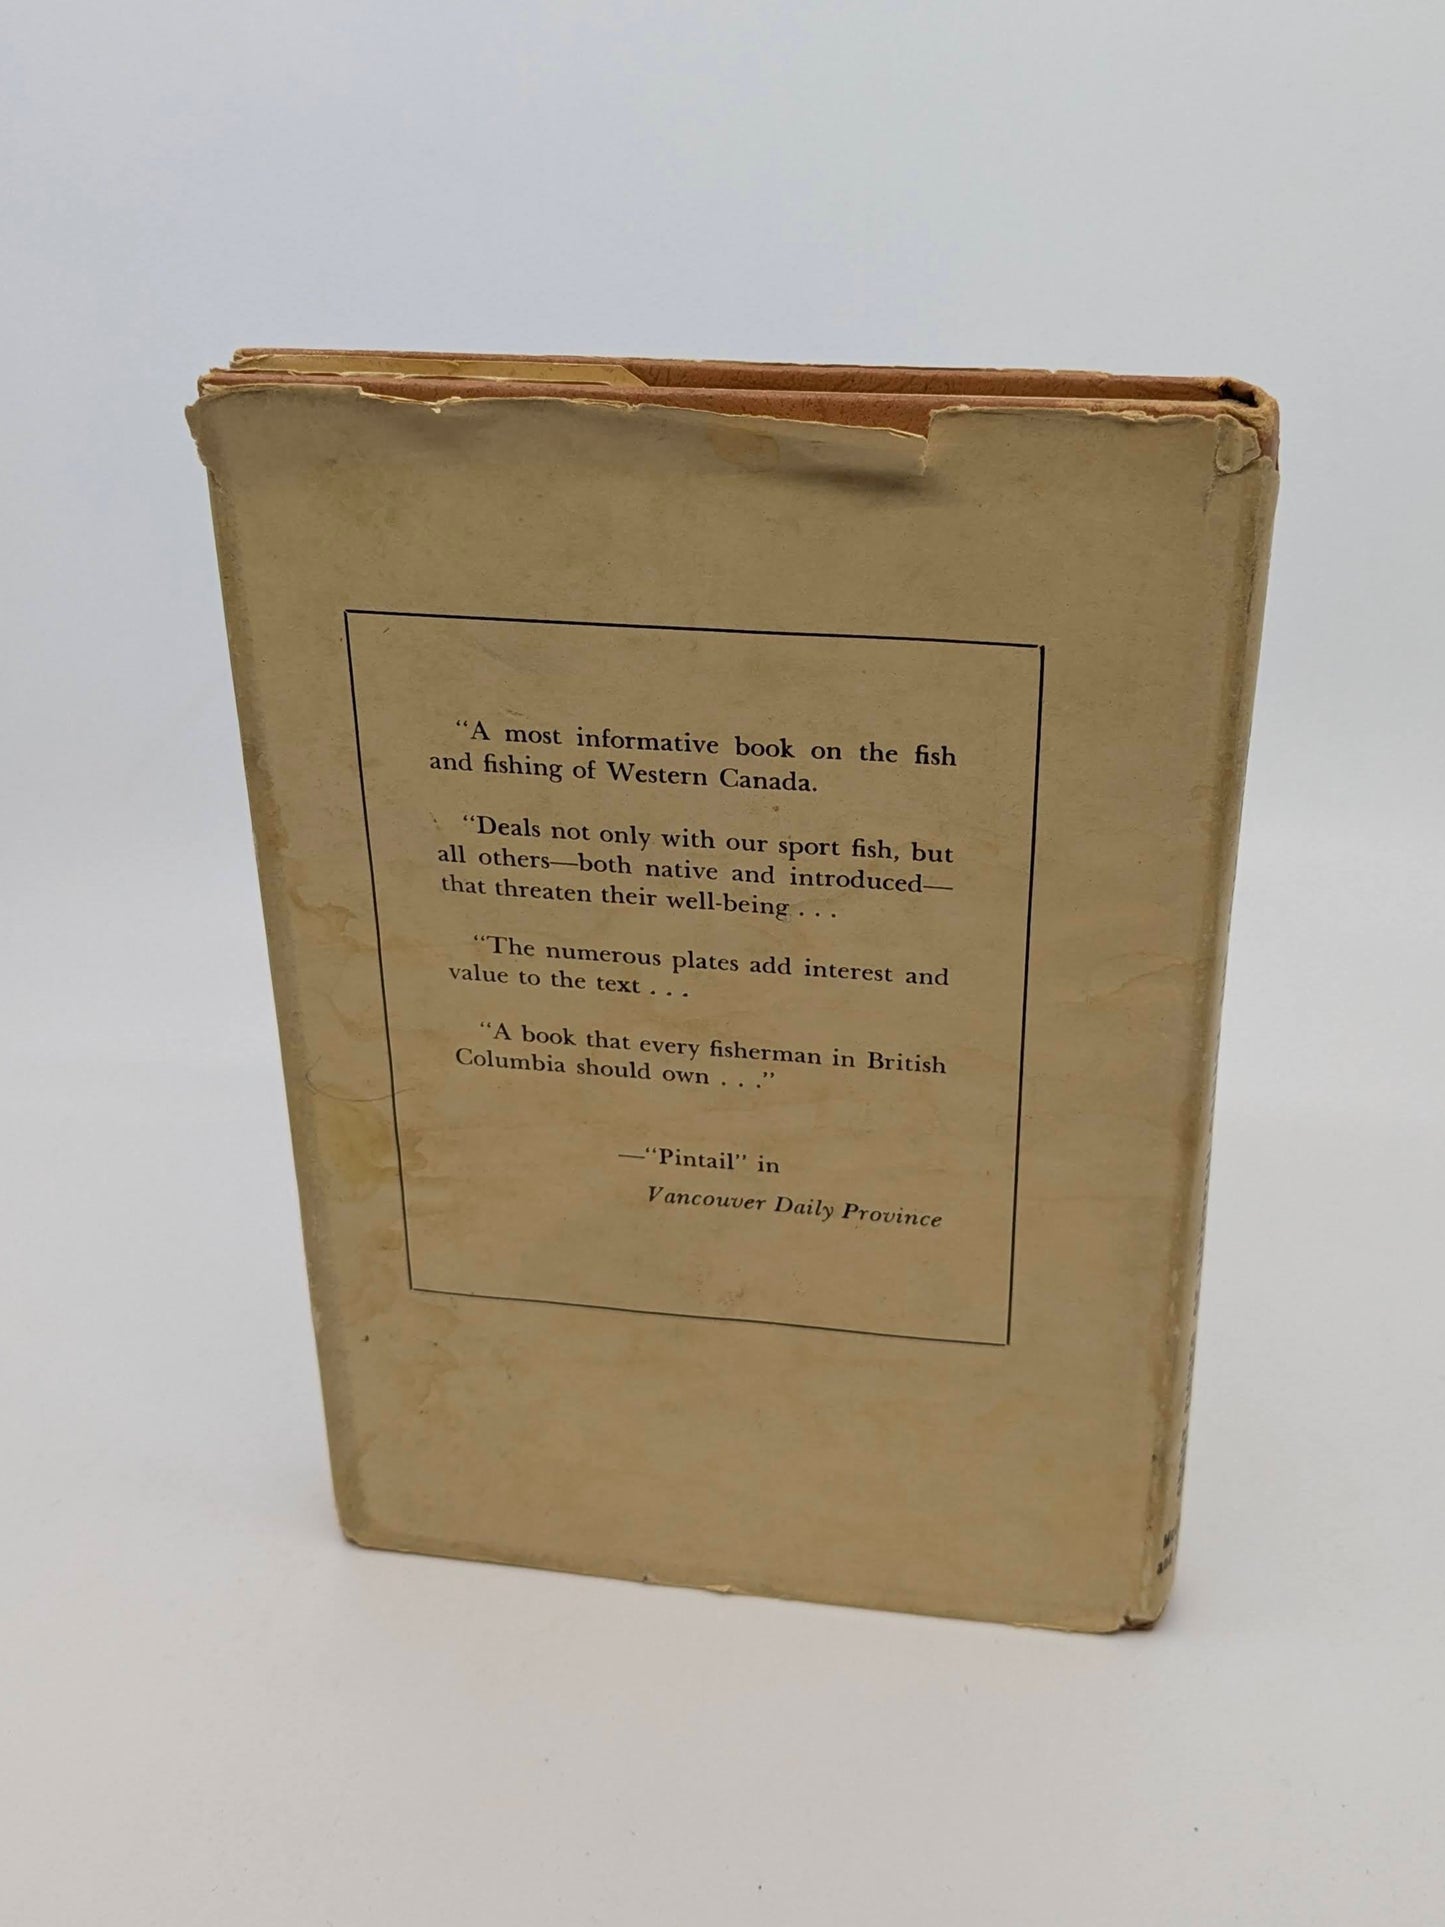 “A most informative book on the fish
and fishing of Western Canada.
“Deals not only with our sport fish, but
all others—both native and introduced—
that threaten their well-being . . .
“The numerous plates add interest and
value to the text . . .
“A book that every fisherman in British
Columbia should own . . .”
—“Pintail” in
Vancouver Daily Province
and